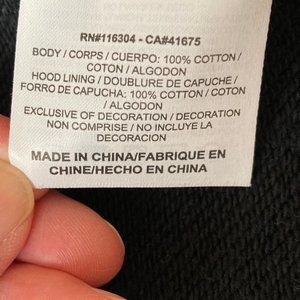 RN#116304 - CA#41675
BODY / CORPS / CUERPO: 100% COTTON /
COTON / ALGODON
HOOD LINING / DOUBLURE DE CAPUCHE /
FORRO DE CAPUCHA: 100% COTTON / COTON
/ ALGODON
EXCLUSIVE OF DECORATION / DECORATION
NON COMPRISE / NO INCLUYE LA
DECORACION
MADE IN CHINA/FABRIQUE EN
CHINE/HECHO EN CHINA